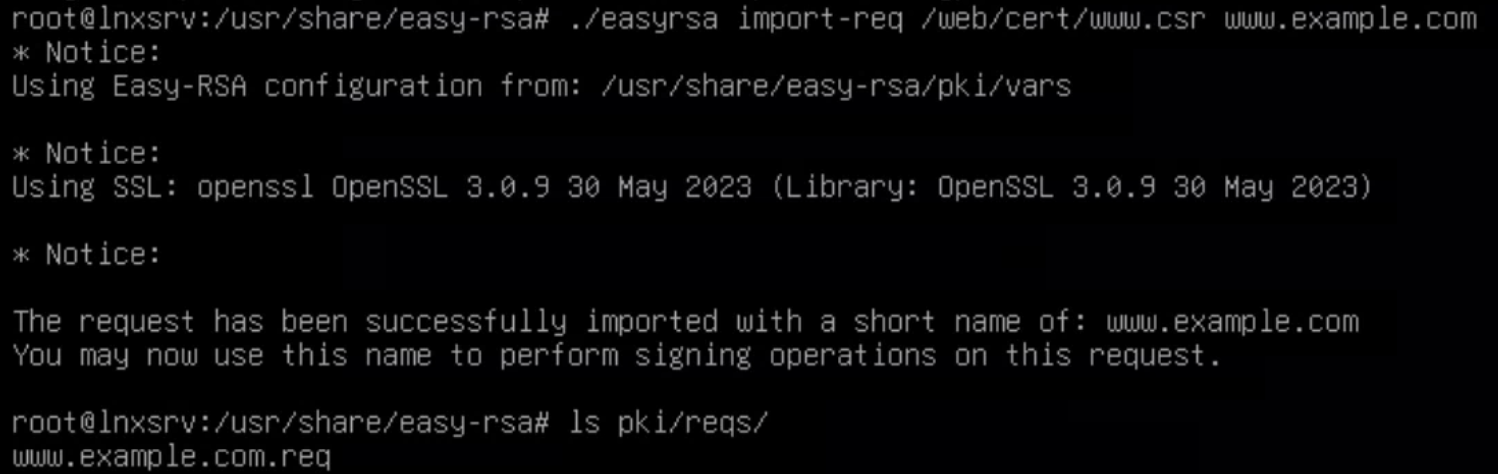 root@lnxsrv:/usr/share/easy-rsa# ./easyrsa import-req /web/cert/www.csr www.example.com
* Notice:
Using Easy-RSA configuration from: /usr/share/easy-rsa/pki/vars
* Notice:
Using SSL: openssl OpenSSL 3.0.9 30 May 2023 (Library: OpenSSL 3.0.9 30 May 2023)
* Notice:
The request has been successfully imported with a short name of: www.example.com
You may now use this name to perform signing operations on this request.
root@lnxsrv:/usr/share/easy-rsa# ls pki/reqs/
www.example.com.req